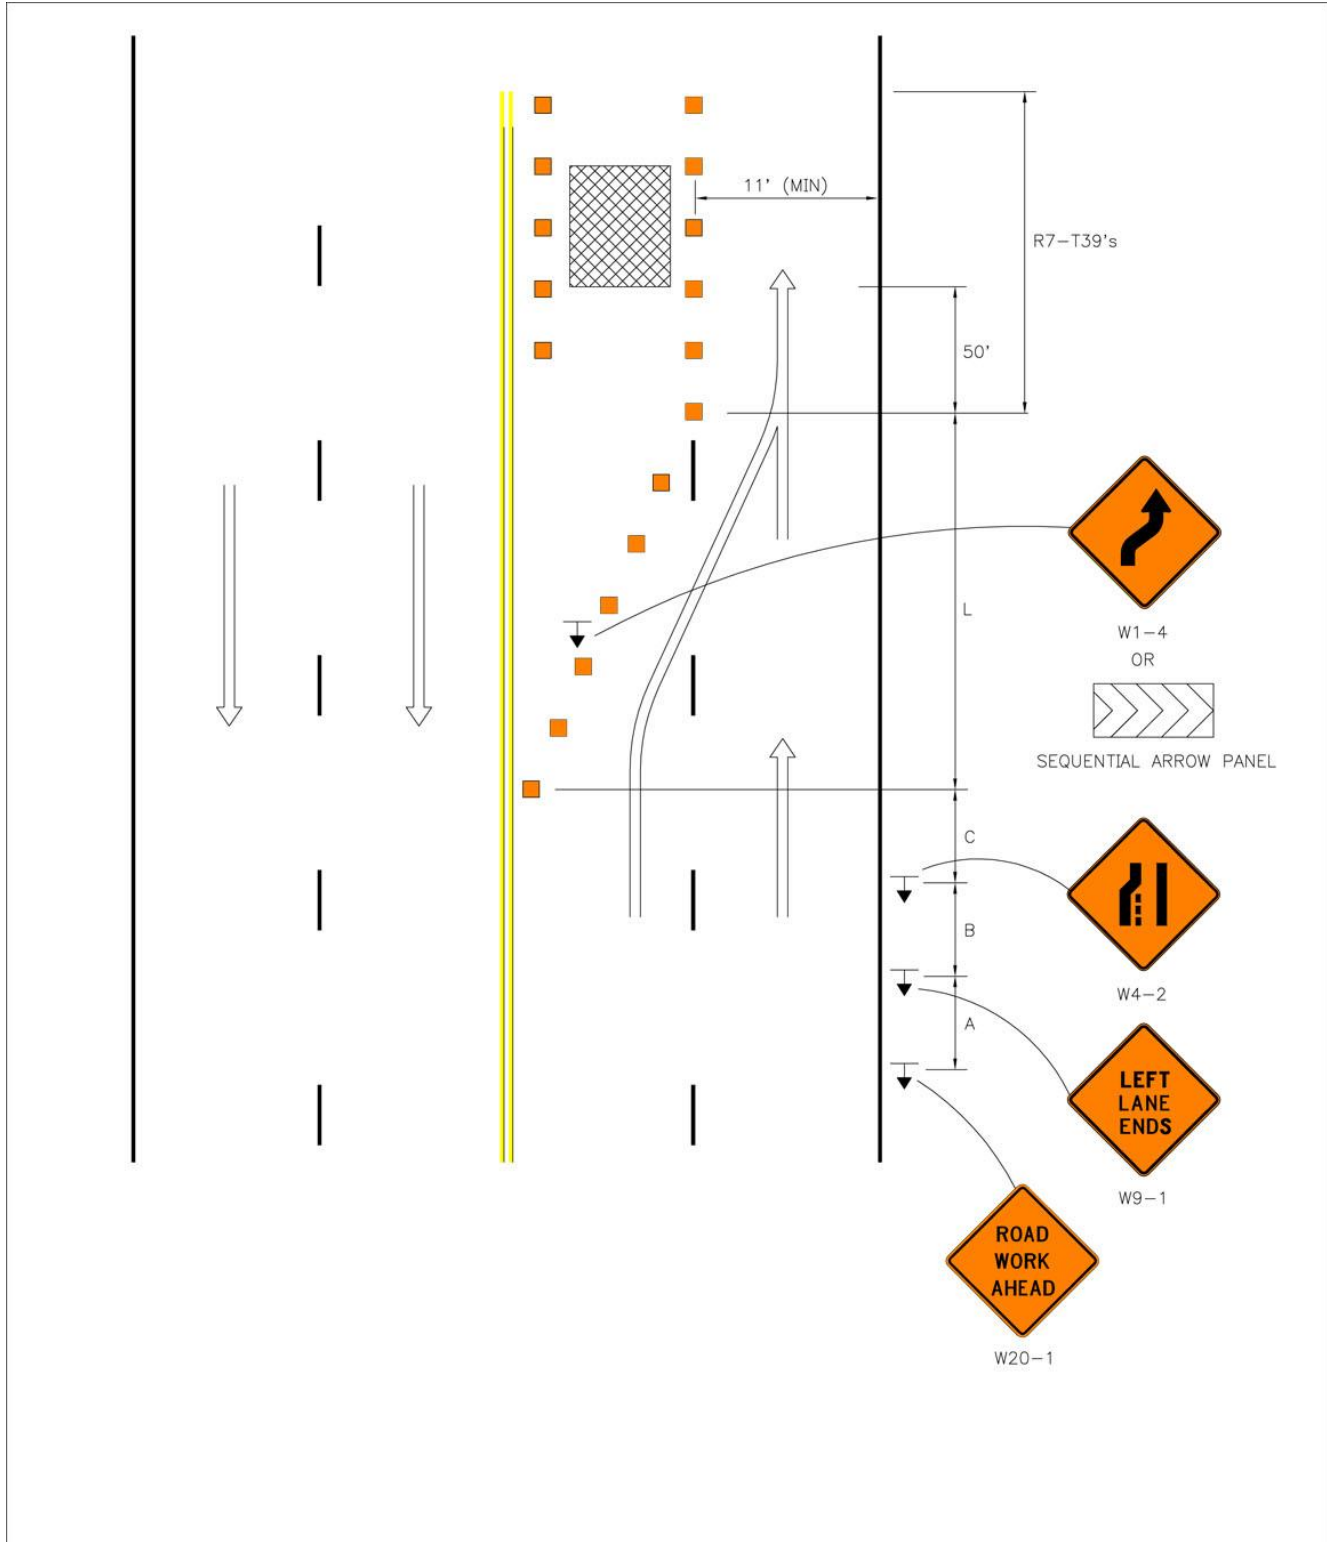 11' (MIN)
R7-T39's
50'
L
W1-4
OR
SEQUENTIAL ARROW PANEL
C
B
W4-2
A
LEFT
LANE
ENDS
W9-1
ROAD
WORK
AHEAD
W20-1